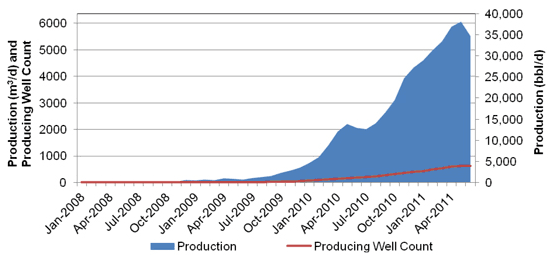 Production (m³/d) and
Producing Well Count
6000
5000
4000
3000
2000
1000
0
40,000
35,000
30,000
25,000
20,000
15,000
10,000
5,000
0
Production (bbl/d)
Jan-2008
Apr-2008
Jul-2008
Oct-2008
Jan-2009
Apr-2009
Jul-2009
Oct-2009
Jan-2010
Apr-2010
Jul-2010
Oct-2010
Jan-2011
Apr-2011
Production
Producing Well Count